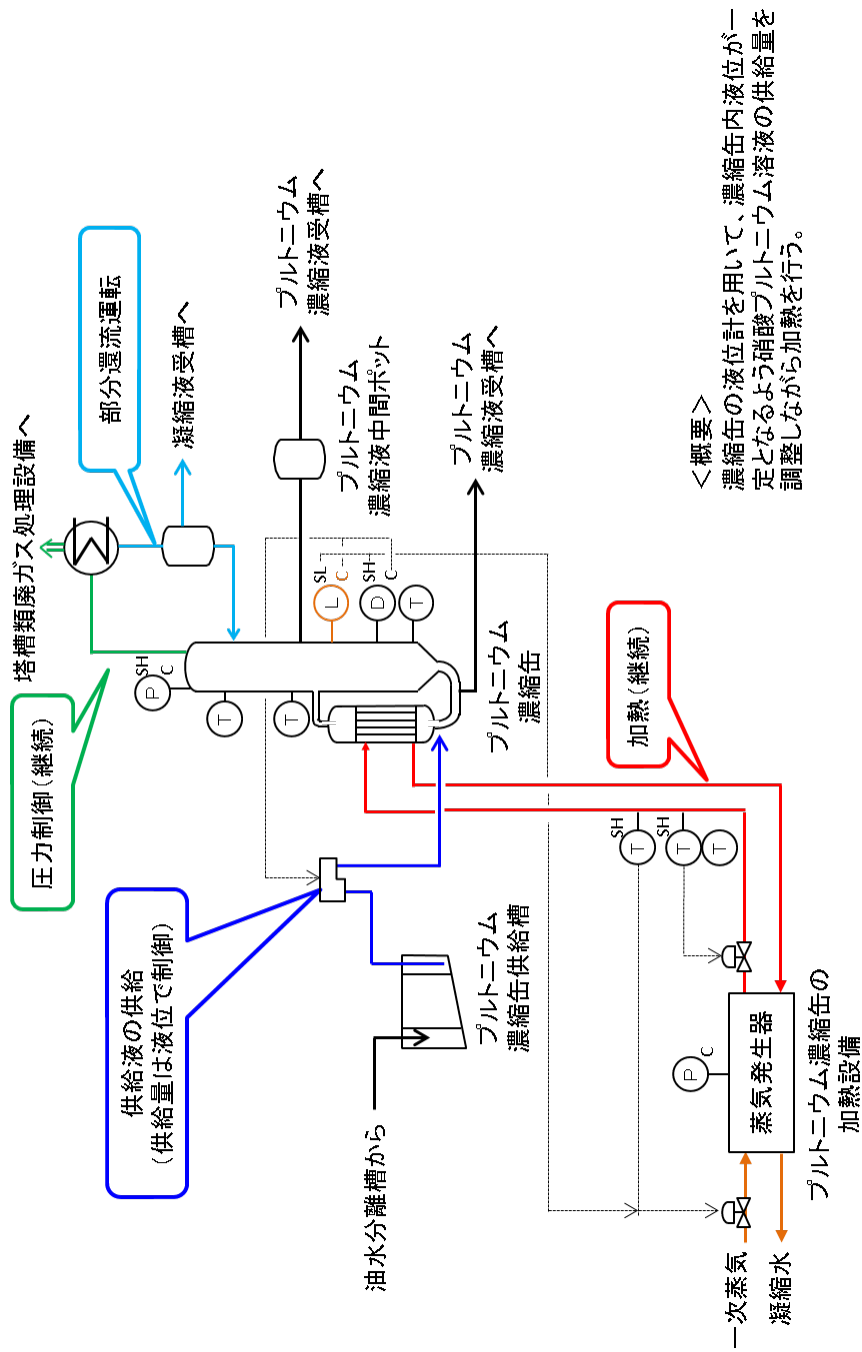 塔槽類廃ガス処理設備へ
圧力制御(継続)
部分還流運転
凝縮液受槽へ
プルトニウム
濃縮液受槽へ
プルトニウム
濃縮液中間ポット
プルトニウム
濃縮液受槽へ
P
SH
C
T
T
L
SL
C
D
SH
C
T
プルトニウム
濃縮缶
供給液の供給
(供給量は液位で制御)
油水分離槽から
プルトニウム
濃縮缶供給槽
加熱(継続)
T
SH
T
SH
T
P
C
蒸気発生器
一次蒸気
凝縮水
プルトニウム濃縮缶の
加熱設備
<概要>
濃縮缶の液位計を用いて、濃縮缶内液位が一
定となるよう硝酸プルトニウム溶液の供給量を
調整しながら加熱を行う。